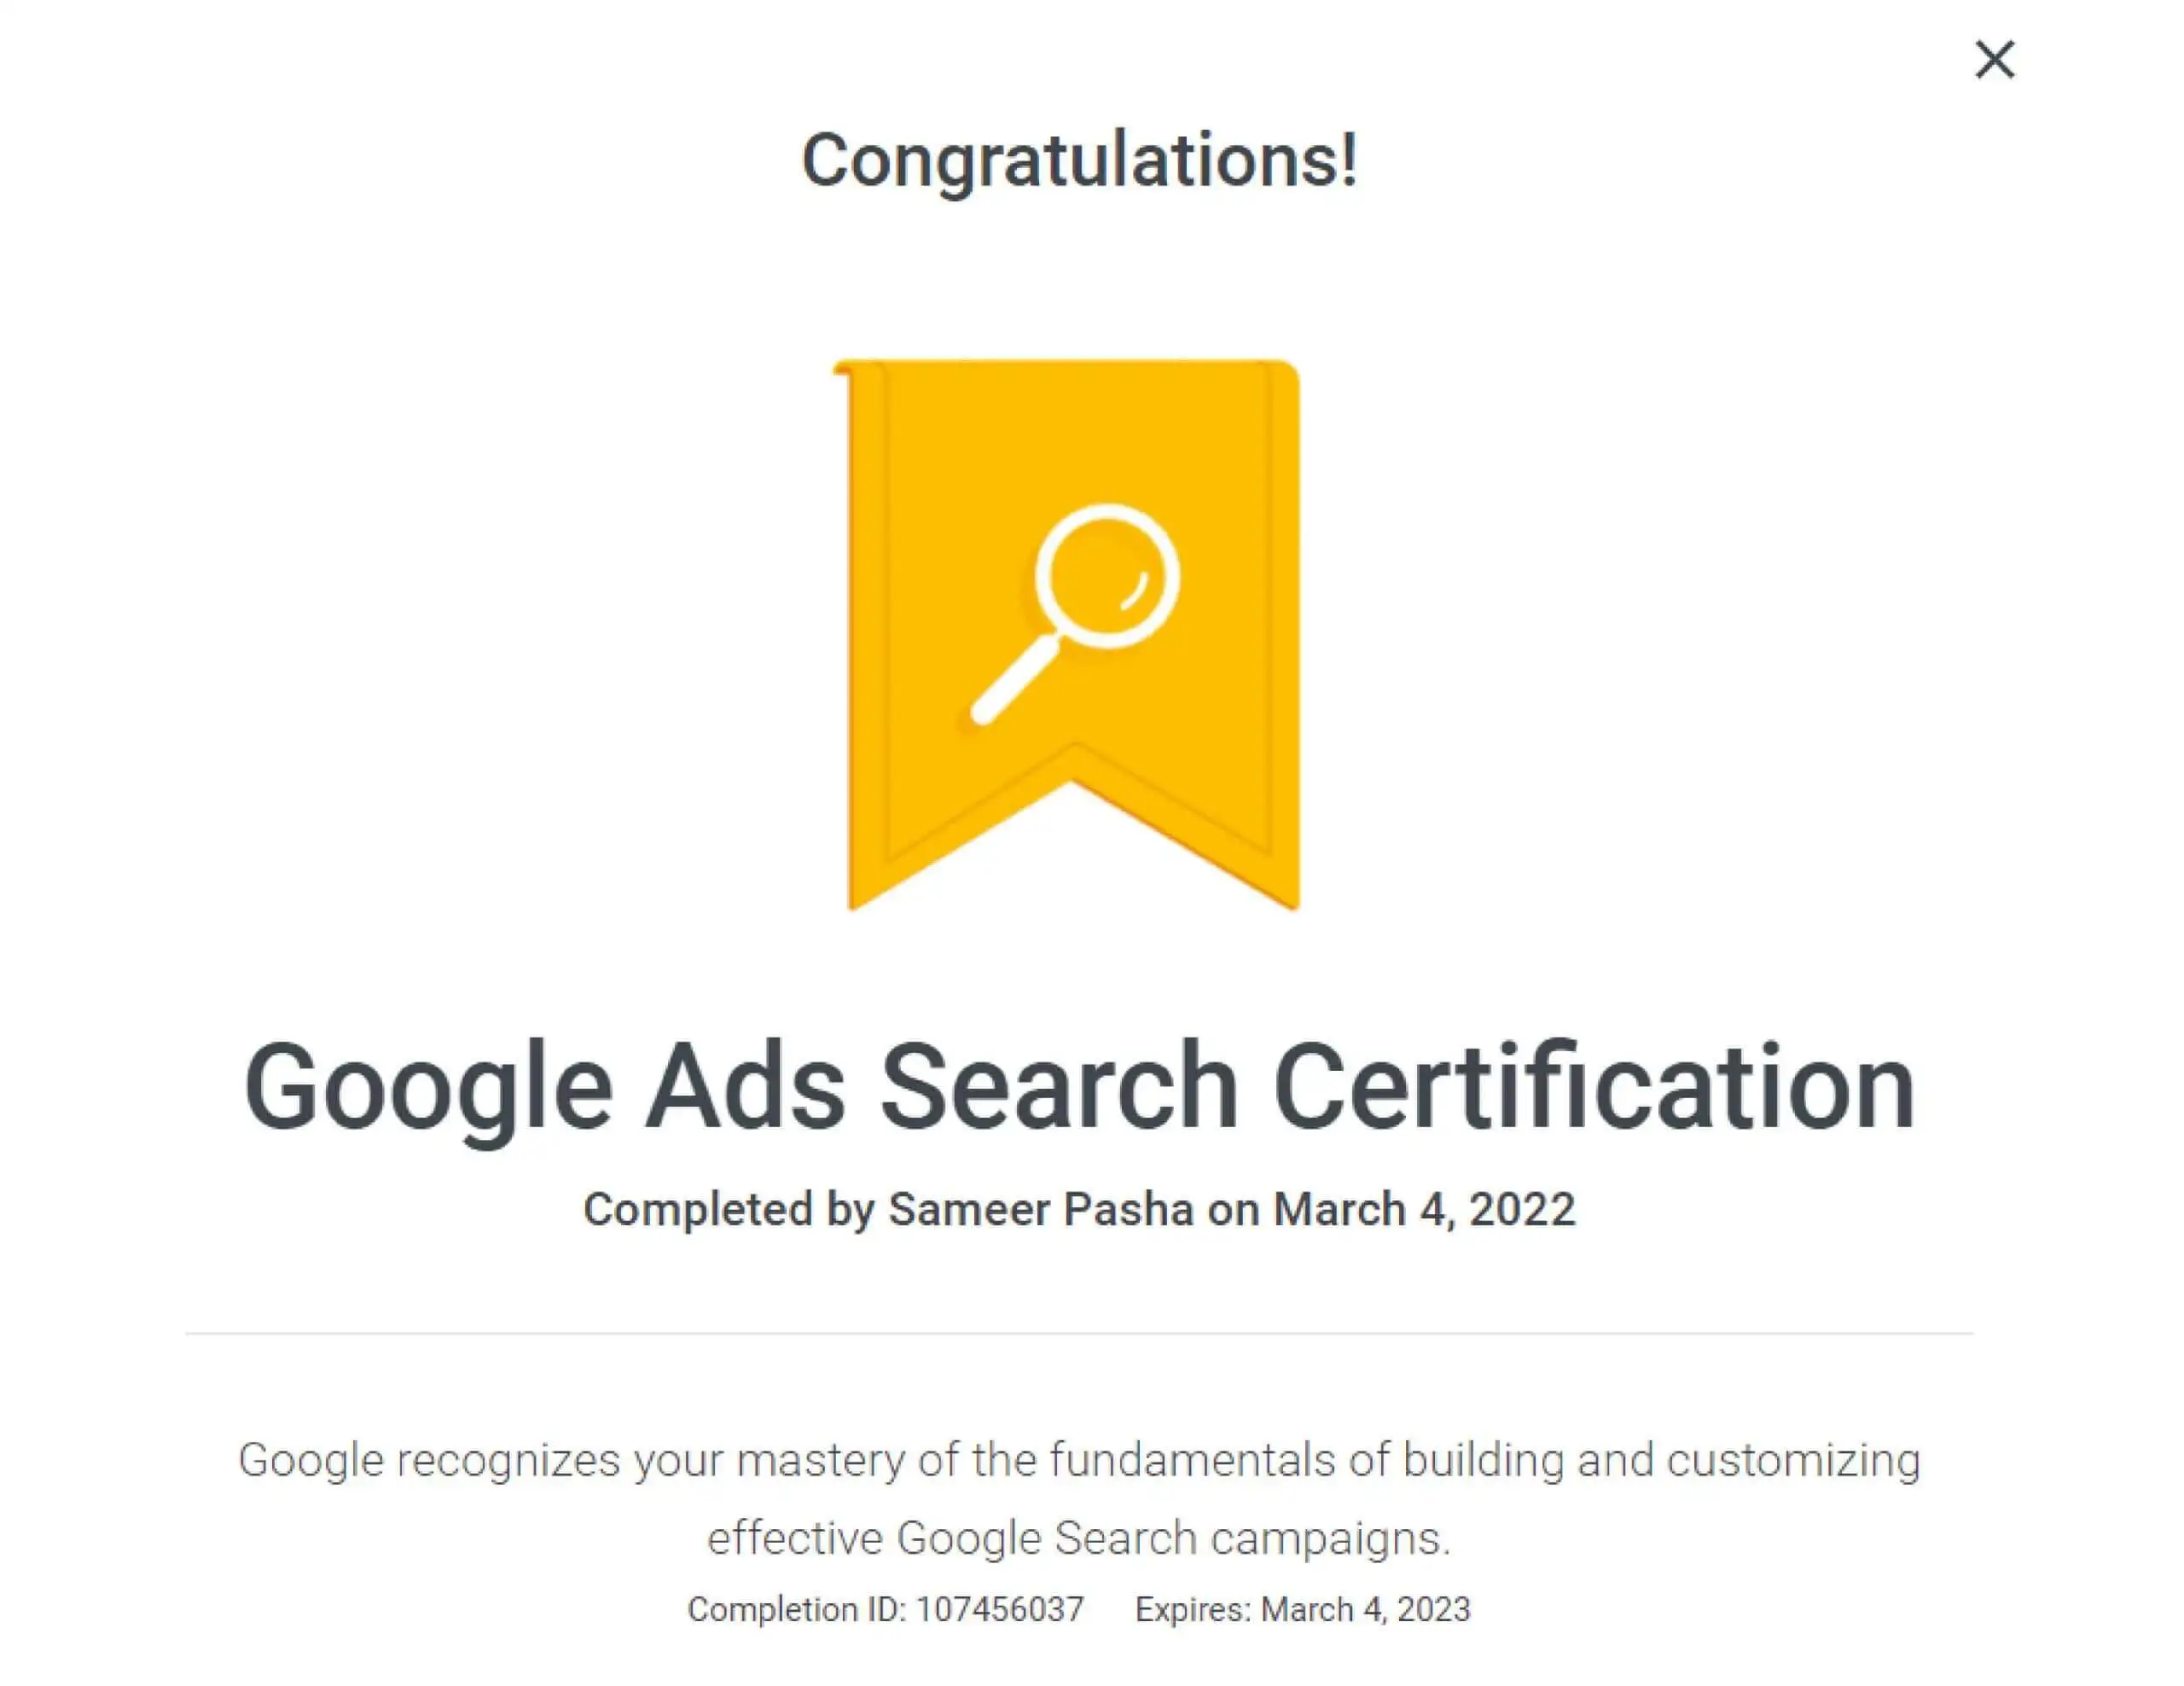 Congratulations!
Google Ads Search Certification
Completed by Sameer Pasha on March 4, 2022
Google recognizes your mastery of the fundamentals of building and customizing
effective Google Search campaigns.
Completion ID: 107456037 Expires: March 4, 2023